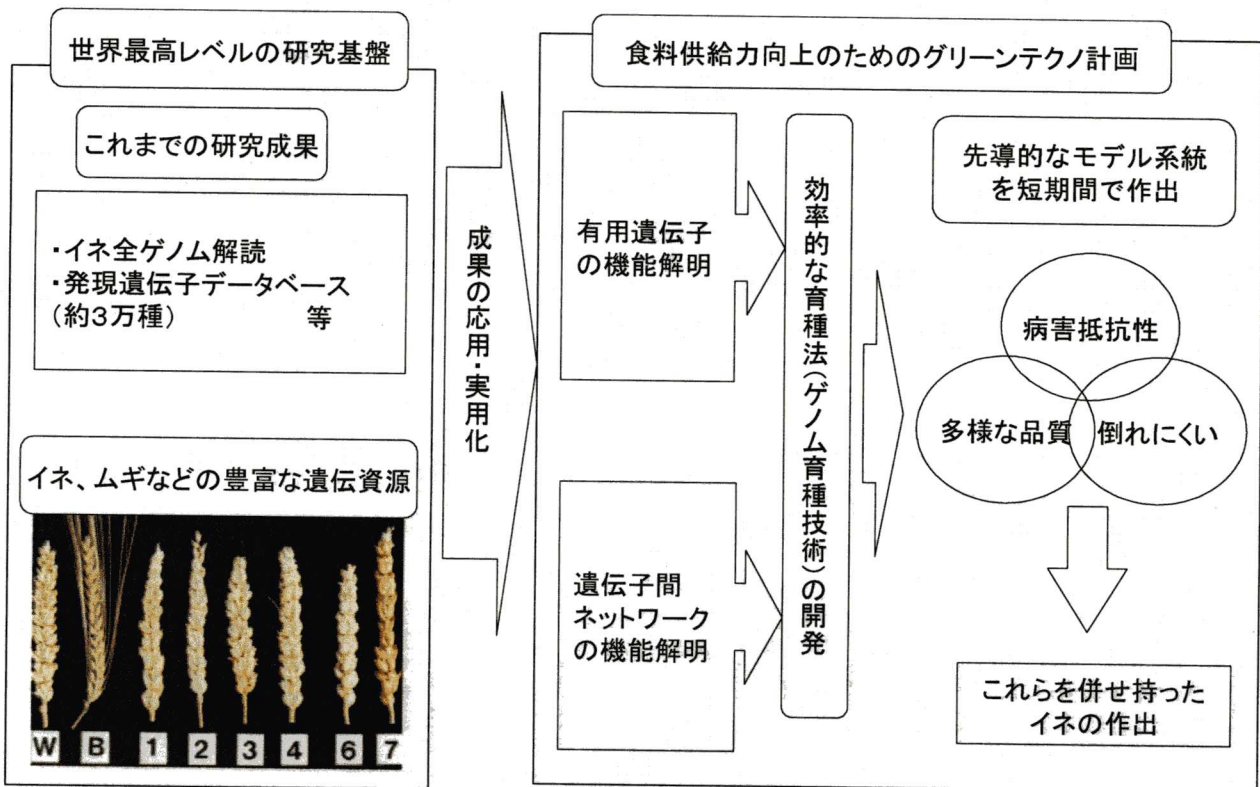 世界最高レベルの研究基盤
これまでの研究成果
・イネ全ゲノム解読
・発現遺伝子データベース
(約3万種)　　　　　等
イネ、ムギなどの豊富な遺伝資源
W B 1 2 3 4 6 7
成果の応用・実用化
食料供給力向上のためのグリーンテクノ計画
有用遺伝子
の機能解明
遺伝子間
ネットワーク
の機能解明
効率的な育種法(ゲノム育種技術)の開発
先導的なモデル系統
を短期間で作出
病害抵抗性
多様な品質
倒れにくい
これらを併せ持った
イネの作出